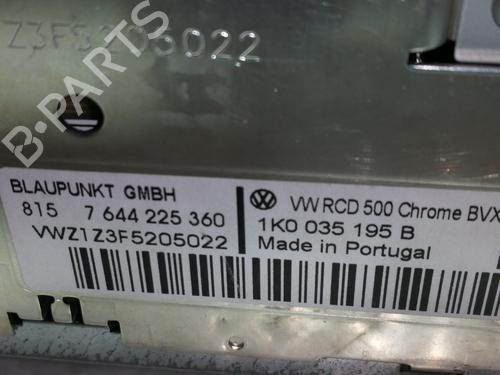 Z3F5205022
B-PARTS
BLAUPUNKT GMBH
815 7 644 225 360
VWZ1Z3F5205022
VW RCD 500 Chrome BVX
1K0 035 195 B
Made in Portugal